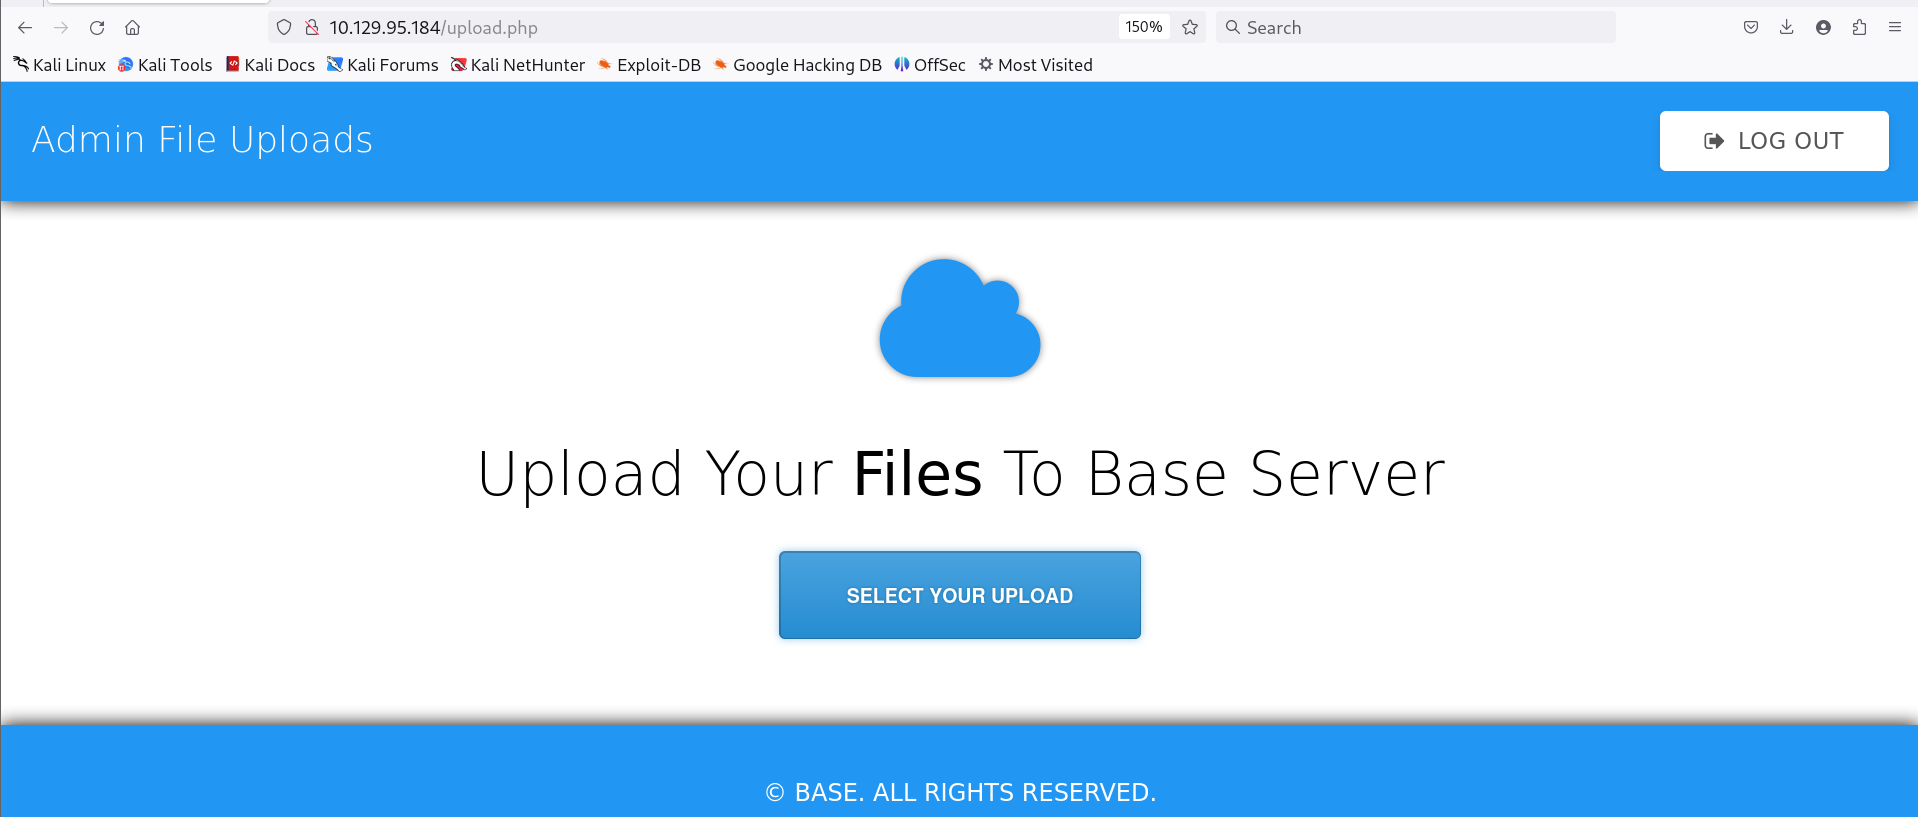 10.129.95.184/upload.php 150% Search
Kali Linux Kali Tools Kali Docs Kali Forums Kali NetHunter Exploit-DB Google Hacking DB OffSec Most Visited
Admin File Uploads LOG OUT
Upload Your Files To Base Server
SELECT YOUR UPLOAD
© BASE. ALL RIGHTS RESERVED.